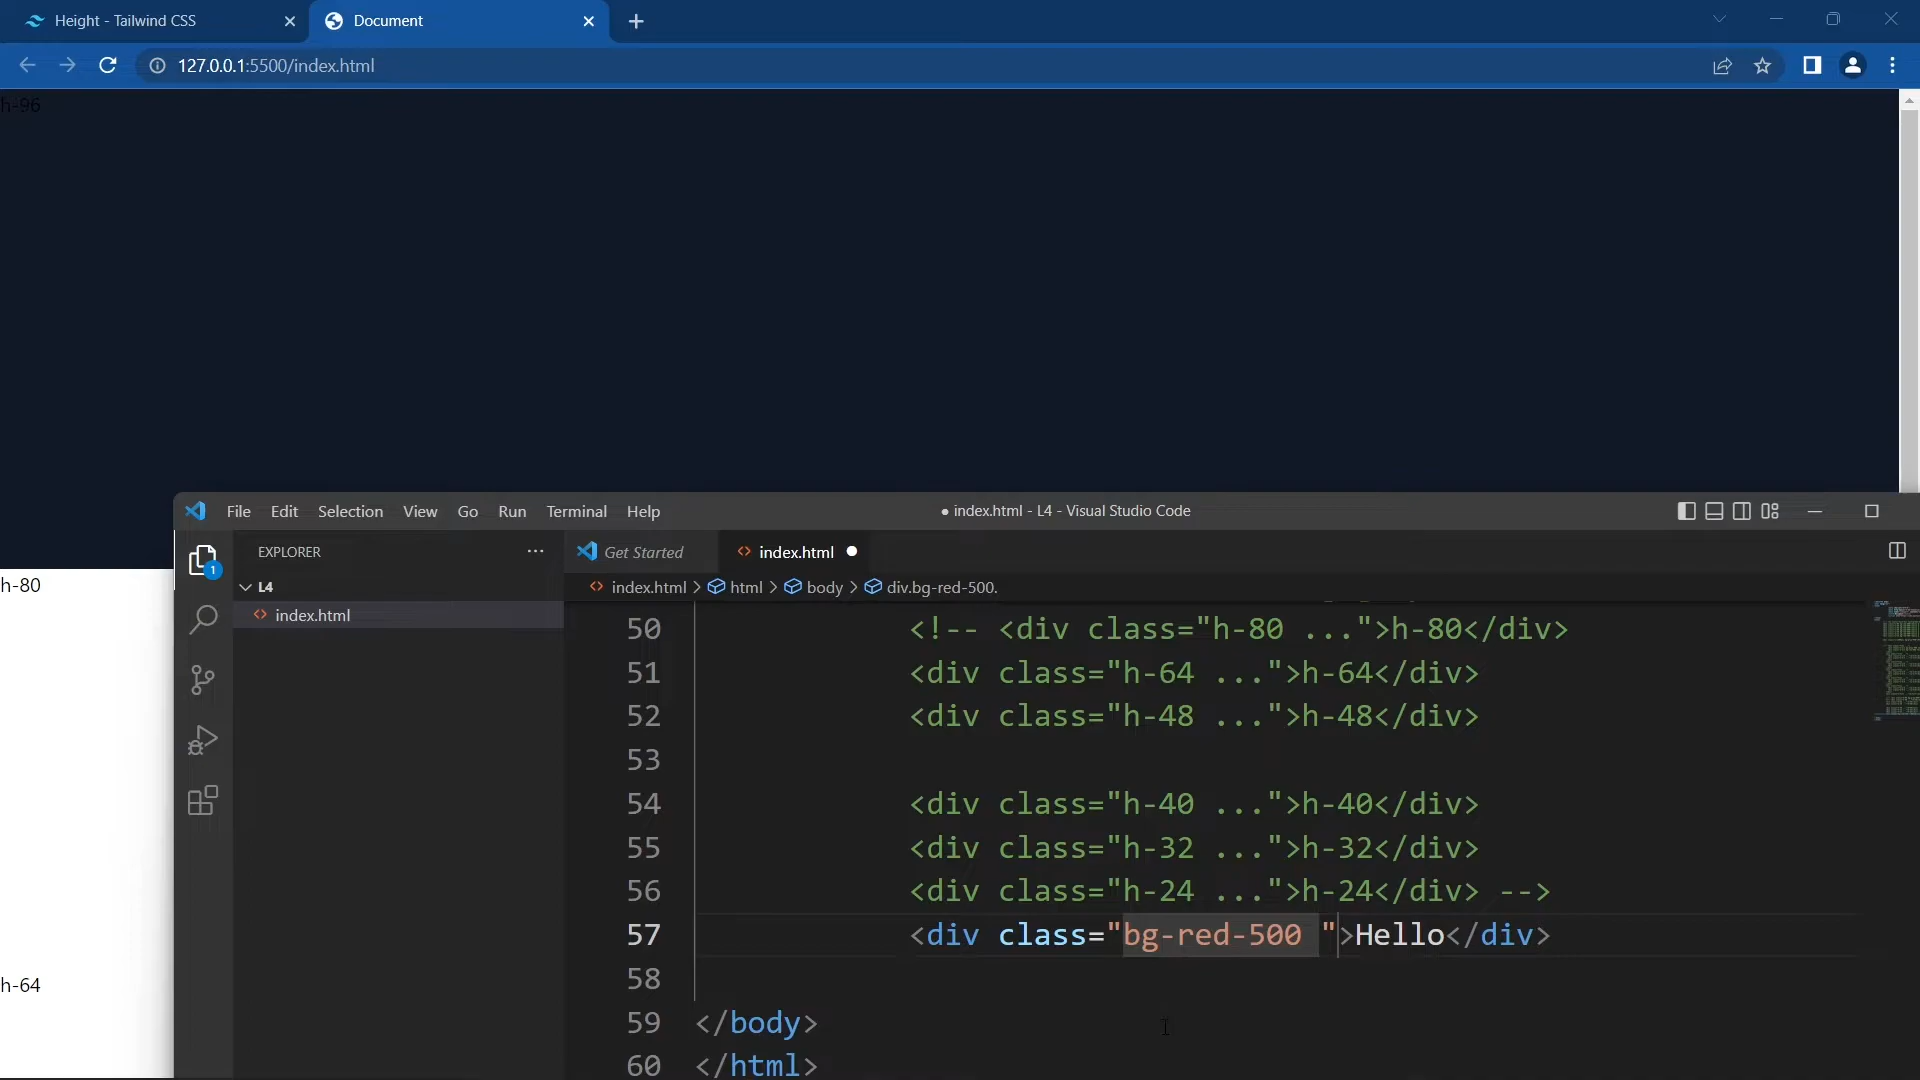 Height - Tailwind CSS
Document
127.0.0.1:5500/index.html
h-96
h-80
h-64
File Edit Selection View Go Run Terminal Help
● index.html - L4 - Visual Studio Code
EXPLORER
Get Started
index.html
1
L4
index.html
index.html > html > body > div.bg-red-500.
50 <!-- <div class="h-80 ...">h-80</div>
51 <div class="h-64 ...">h-64</div>
52 <div class="h-48 ...">h-48</div>
53
54 <div class="h-40 ...">h-40</div>
55 <div class="h-32 ...">h-32</div>
56 <div class="h-24 ...">h-24</div> -->
57 <div class="bg-red-500 ">Hello</div>
58
59 </body>
60 </html>